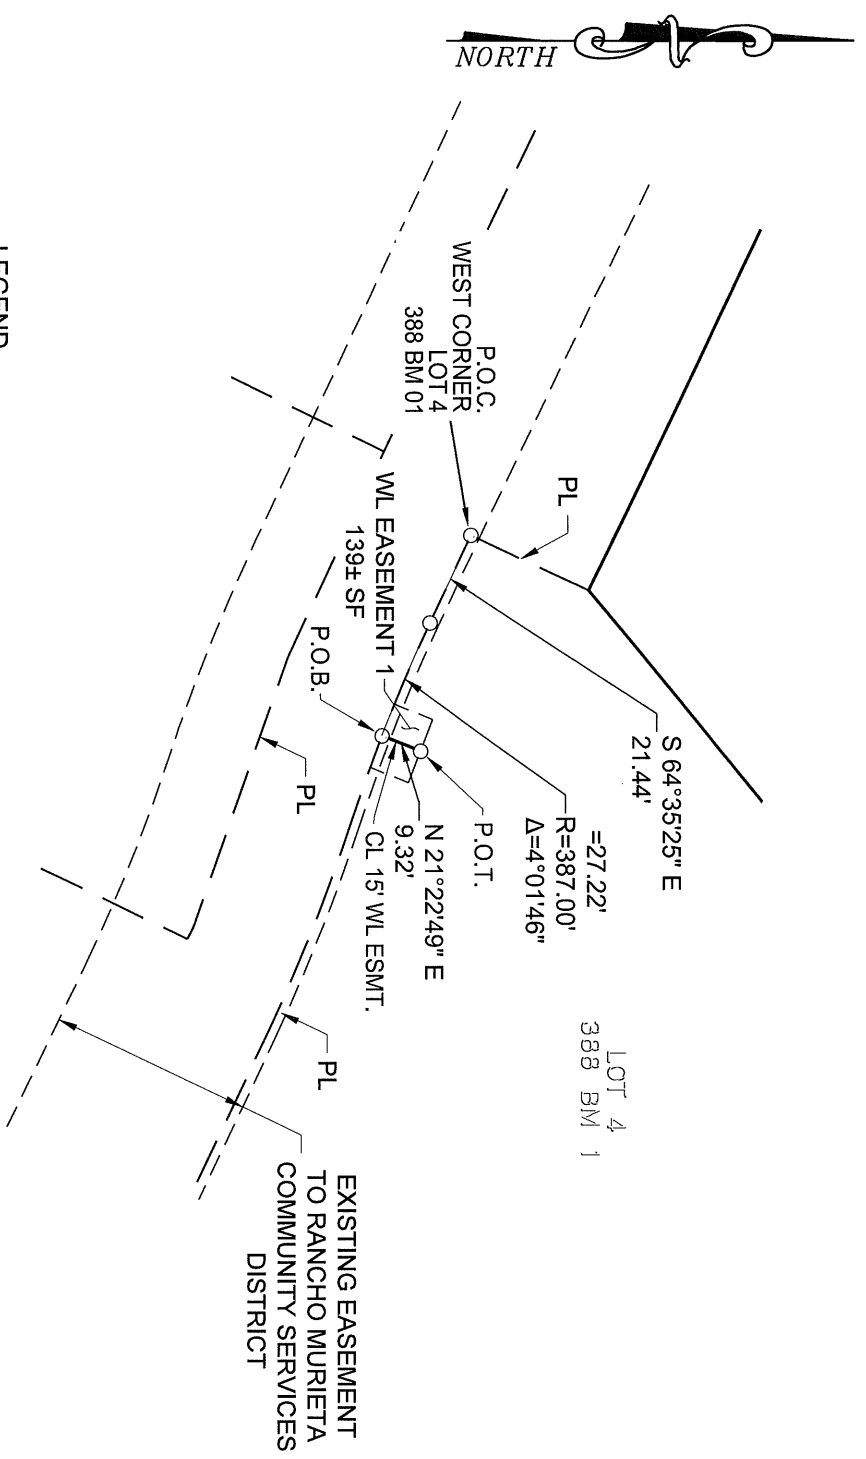 NORTH
P.O.C.
WEST CORNER
LOT 4
388 BM 01
PL
S 64°35'25" E
21.44'
WL EASEMENT 1
139± SF
P.O.B.
P.O.T.
=27.22'
R=387.00'
Δ=4°01'46"
N 21°22'49" E
9.32'
CL 15' WL ESMT.
PL
PL
LOT 4
388 BM 1
EXISTING EASEMENT
TO RANCHO MURIETA
COMMUNITY SERVICES
DISTRICT
LEGEND